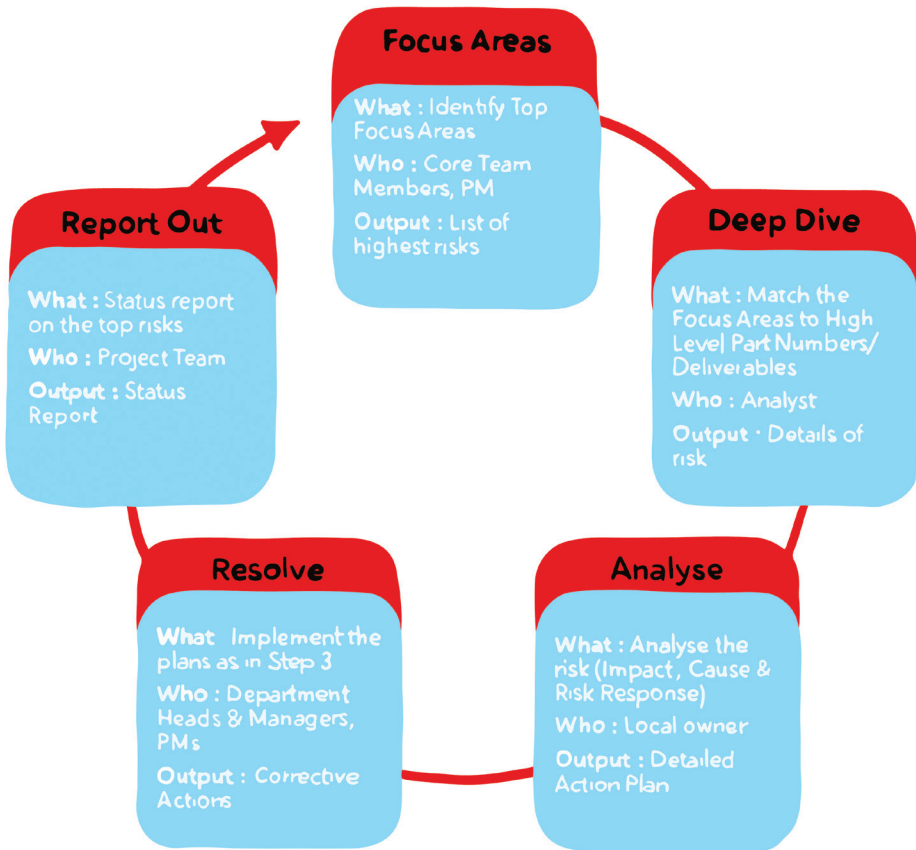 Focus Areas
What : Identify Top
Focus Areas
Who : Core Team
Members, PM
Output : List of
highest risks
Deep Dive
What : Match the
Focus Areas to High
Level Part Numbers/
Deliverables
Who : Analyst
Output : Details of
risk
Analyse
What : Analyse the
risk (Impact, Cause &
Risk Response)
Who : Local owner
Output : Detailed
Action Plan
Resolve
What Implement the
plans as in Step 3
Who : Department
Heads & Managers,
PMs
Output : Corrective
Actions
Report Out
What : Status report
on the top risks
Who : Project Team
Output : Status
Report